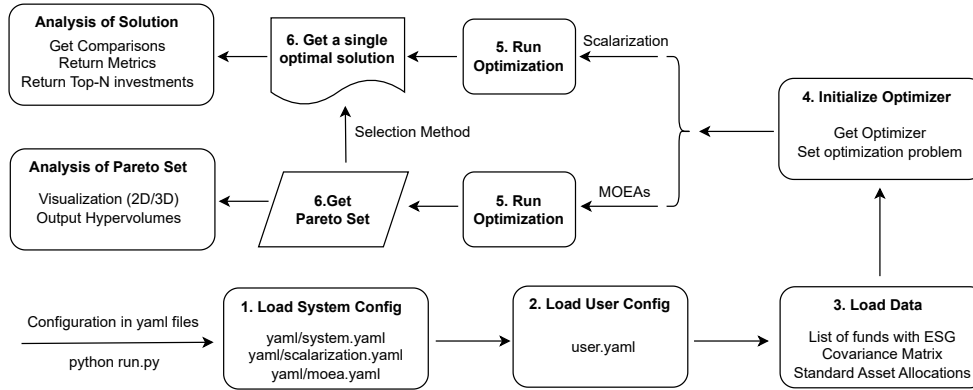 Analysis of Solution
Get Comparisons
Return Metrics
Return Top-N investments
6. Get a single
optimal solution
5. Run
Optimization
Scalarization
4. Initialize Optimizer
Get Optimizer
Set optimization problem
Selection Method
Analysis of Pareto Set
Visualization (2D/3D)
Output Hypervolumes
6.Get
Pareto Set
5. Run
Optimization
MOEAs
Configuration in yaml files
python run.py
1. Load System Config
yaml/system.yaml
yaml/scalarization.yaml
yaml/moea.yaml
2. Load User Config
user.yaml
3. Load Data
List of funds with ESG
Covariance Matrix
Standard Asset Allocations